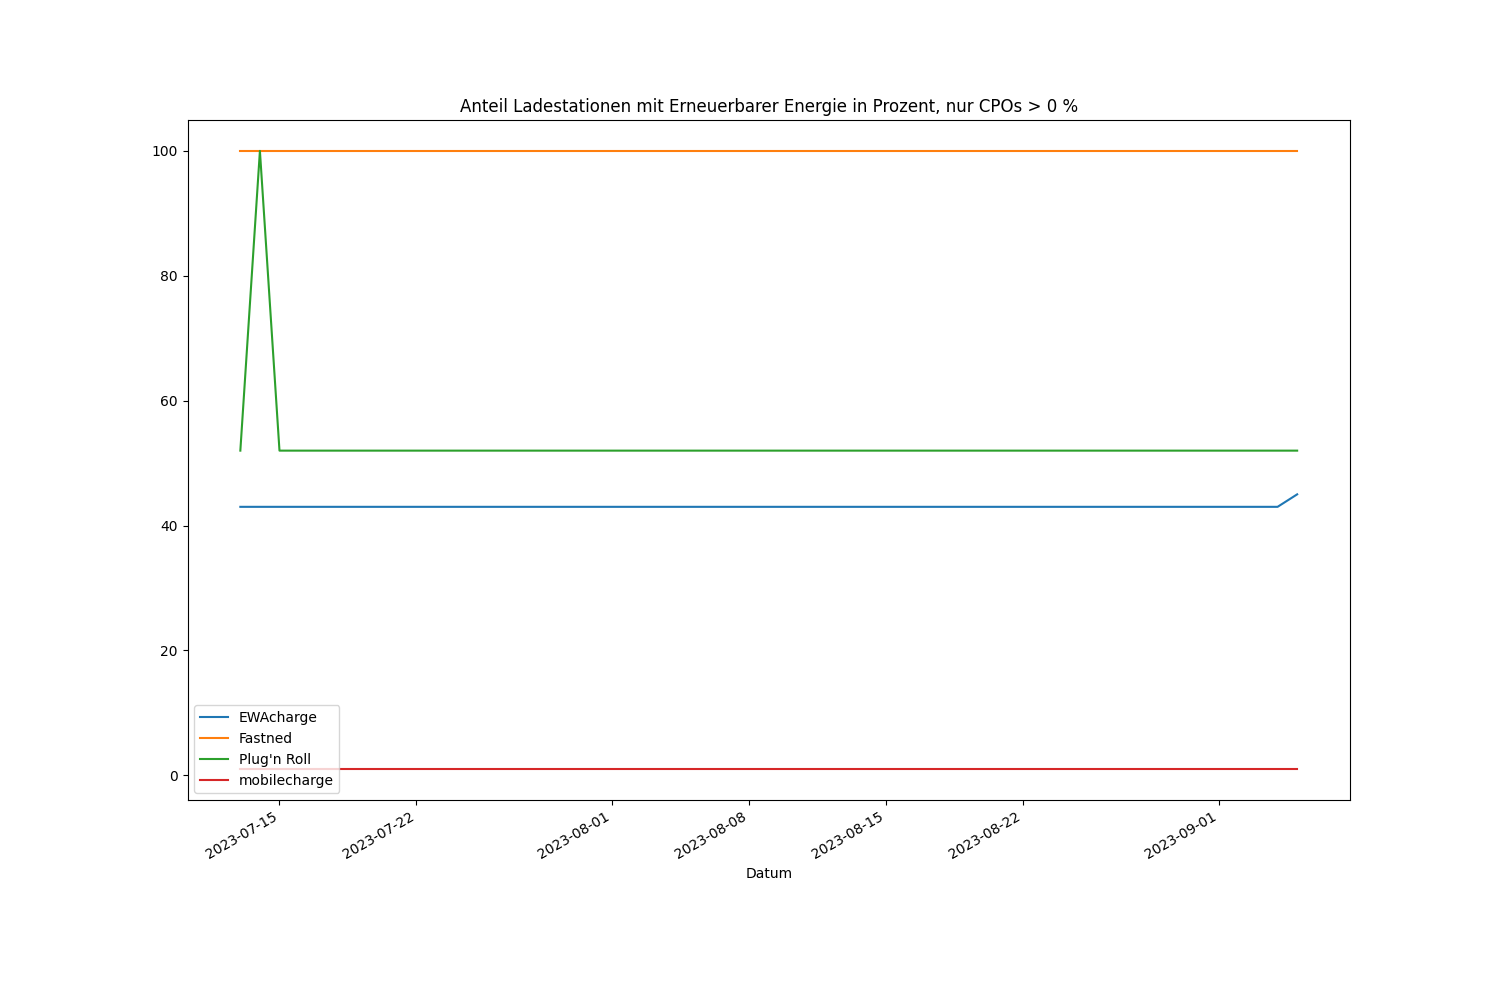 Anteil Ladestationen mit Erneuerbarer Energie in Prozent, nur CPOs > 0 %
100
80
60
40
20
0
EWAcharge
Fastned
Plug'n Roll
mobilecharge
2023-07-15
2023-07-22
2023-08-01
2023-08-08
2023-08-15
2023-08-22
2023-09-01
Datum